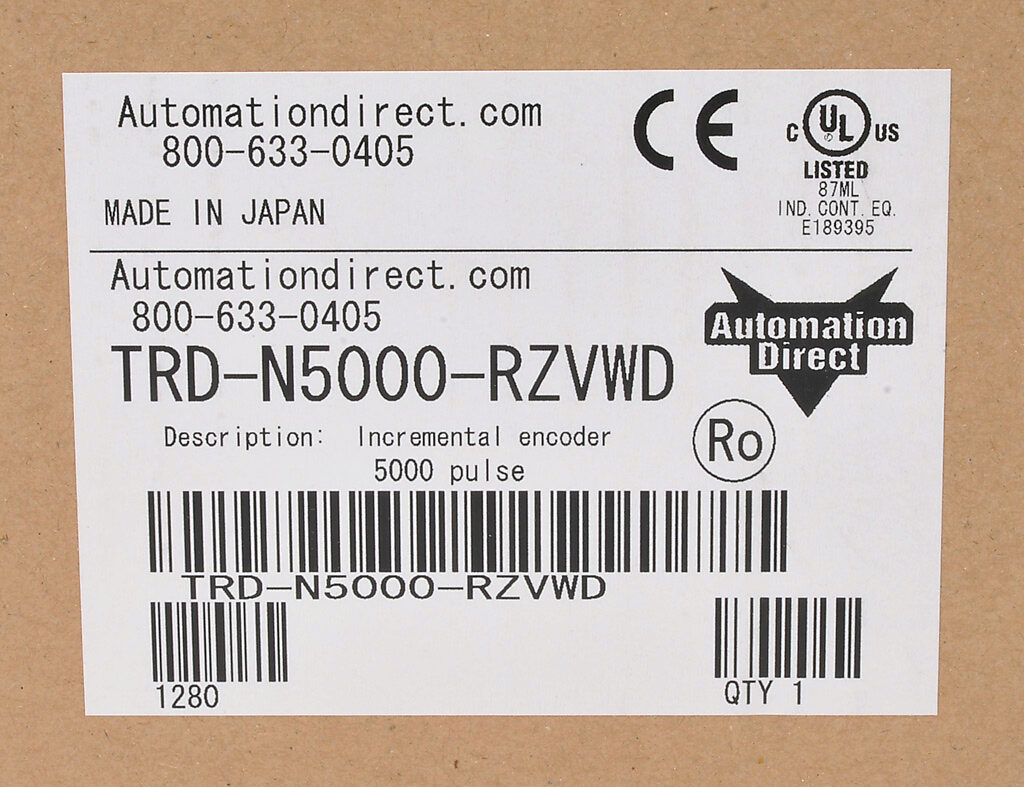 Automationdirect.com
800-633-0405
MADE IN JAPAN
CE
C UL US
LISTED
87ML
IND. CONT. EQ.
E189395
Automationdirect.com
800-633-0405
TRD-N5000-RZVWD
Automation
Direct
Description: Incremental encoder
5000 pulse
Ro
TRD-N5000-RZVWD
1280
QTY 1